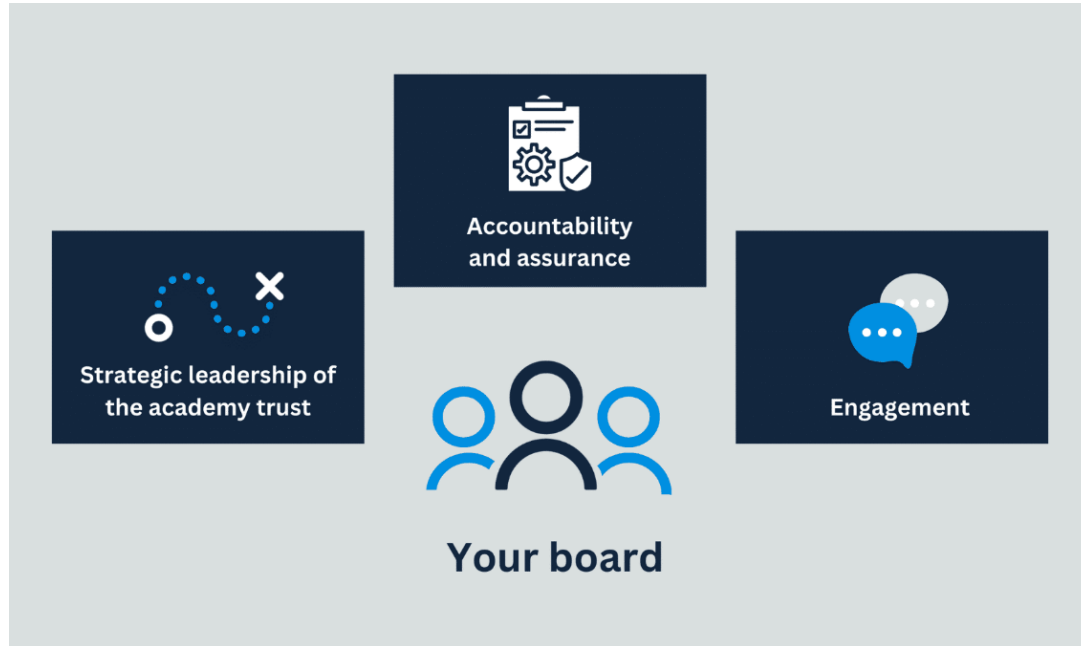 Accountability
and assurance
Strategic leadership of
the academy trust
Engagement
Your board